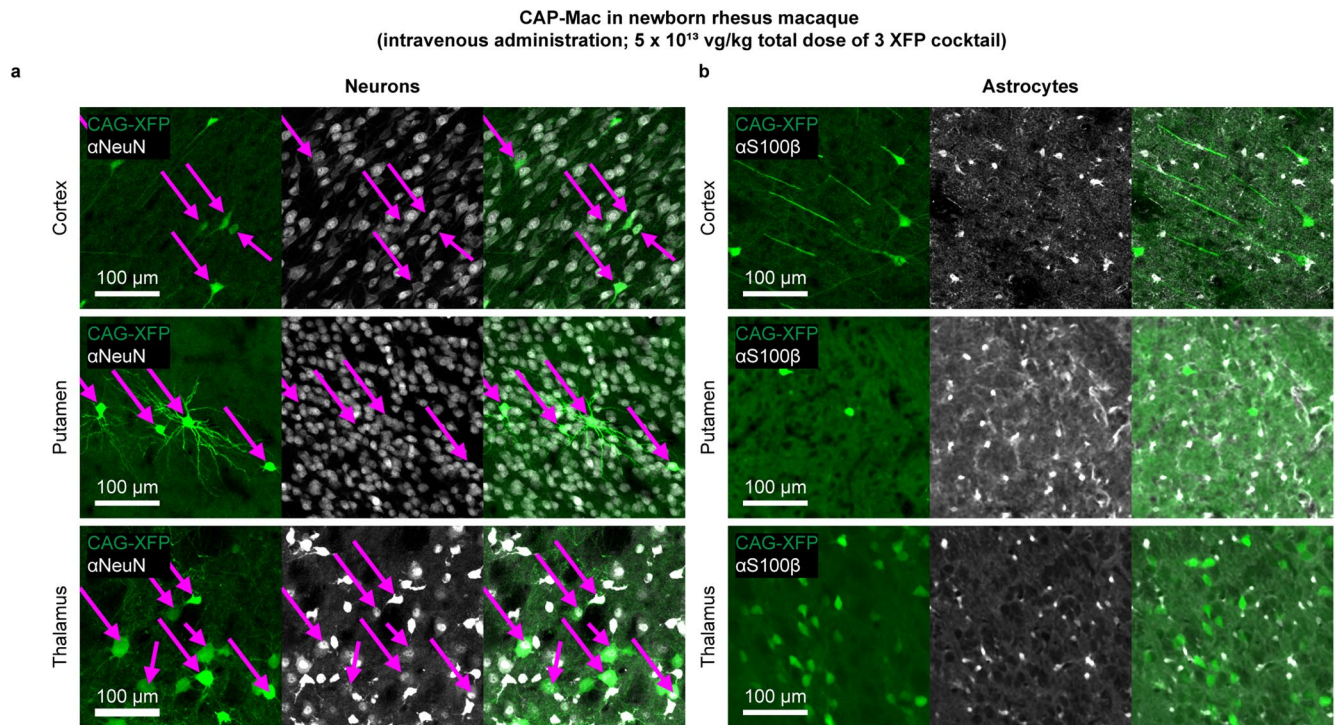 CAP-Mac in newborn rhesus macaque
(intravenous administration; 5 x 10¹³ vg/kg total dose of 3 XFP cocktail)
a
Neurons
Cortex
CAG-XFP
αNeuN
100 µm
Putamen
CAG-XFP
αNeuN
100 µm
Thalamus
CAG-XFP
αNeuN
100 µm
b
Astrocytes
Cortex
CAG-XFP
αS100β
100 µm
Putamen
CAG-XFP
αS100β
100 µm
Thalamus
CAG-XFP
αS100β
100 µm